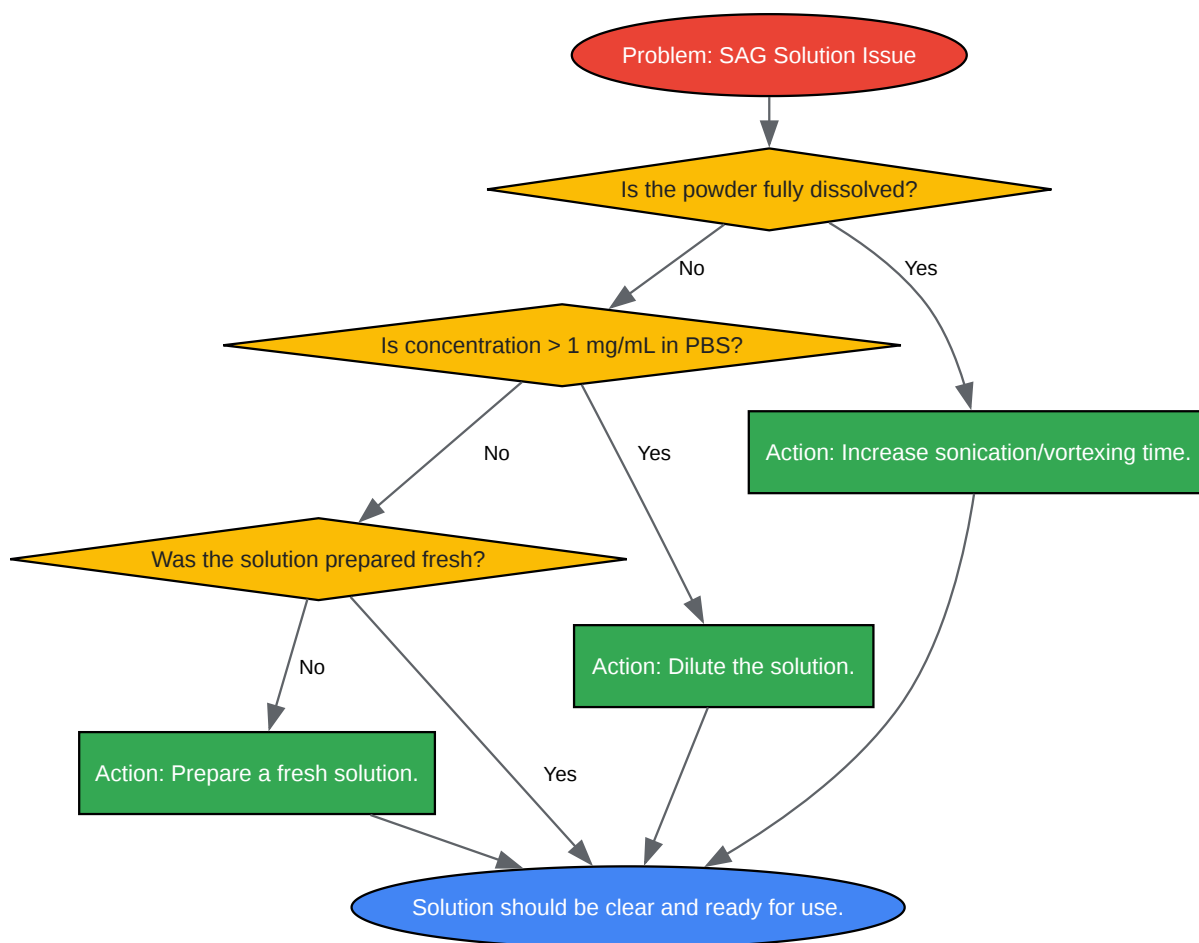 Problem: SAG Solution Issue
Is the powder fully dissolved?
No
Yes
Is concentration > 1 mg/mL in PBS?
No
Yes
Action: Increase sonication/vortexing time.
Was the solution prepared fresh?
No
Yes
Action: Dilute the solution.
Action: Prepare a fresh solution.
Solution should be clear and ready for use.